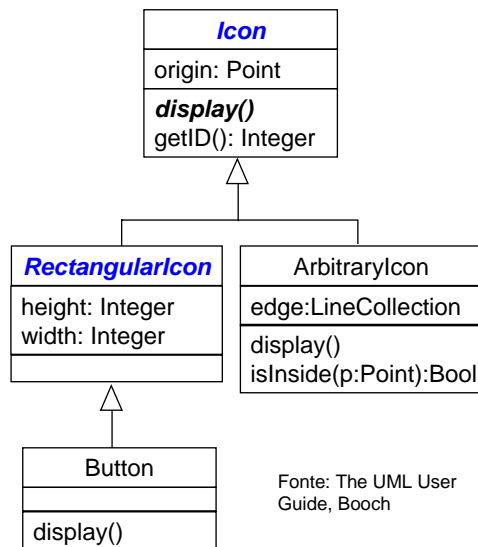 Icon
origin: Point
display()
getID(): Integer
RectangularIcon
height: Integer
width: Integer
ArbitraryIcon
edge:LineCollection
display()
isInside(p:Point):Bool
Button
display()
Fonte: The UML User
Guide, Booch